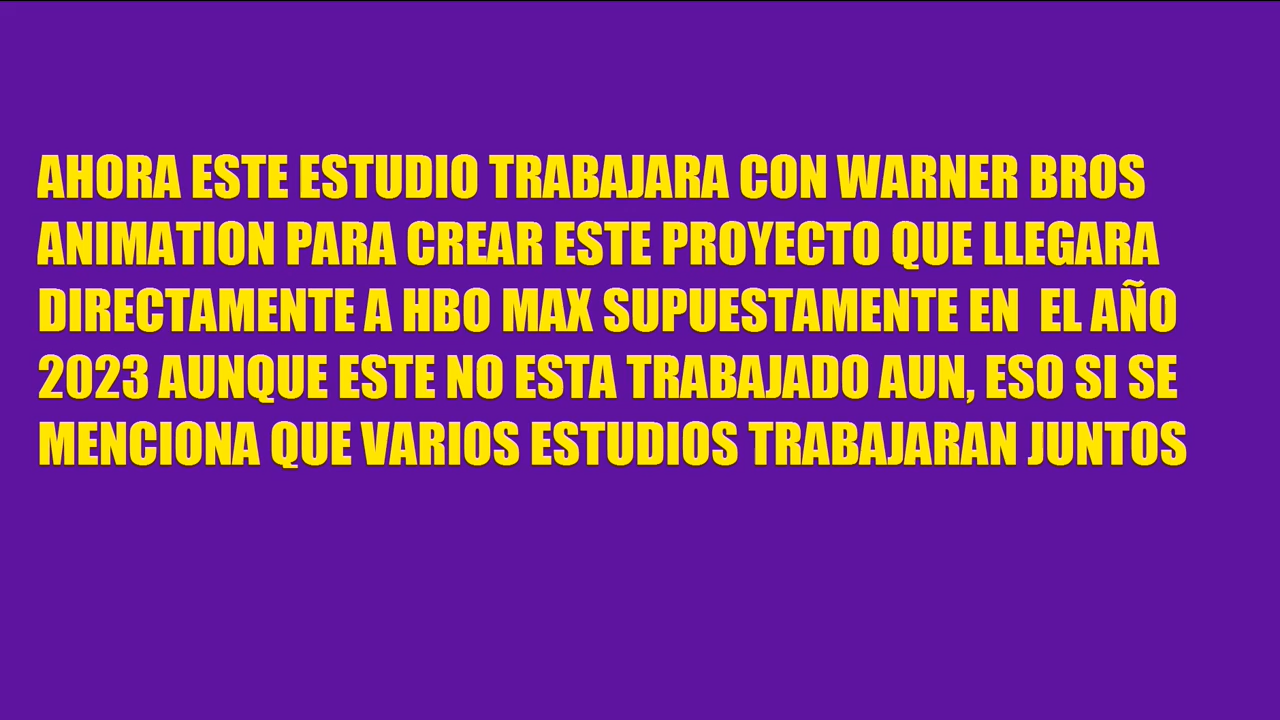 AHORA ESTE ESTUDIO TRABAJARA CON WARNER BROS
ANIMATION PARA CREAR ESTE PROYECTO QUE LLEGARA
DIRECTAMENTE A HBO MAX SUPUESTAMENTE EN  EL AÑO
2023 AUNQUE ESTE NO ESTA TRABAJADO AUN, ESO SI SE
MENCIONA QUE VARIOS ESTUDIOS TRABAJARAN JUNTOS